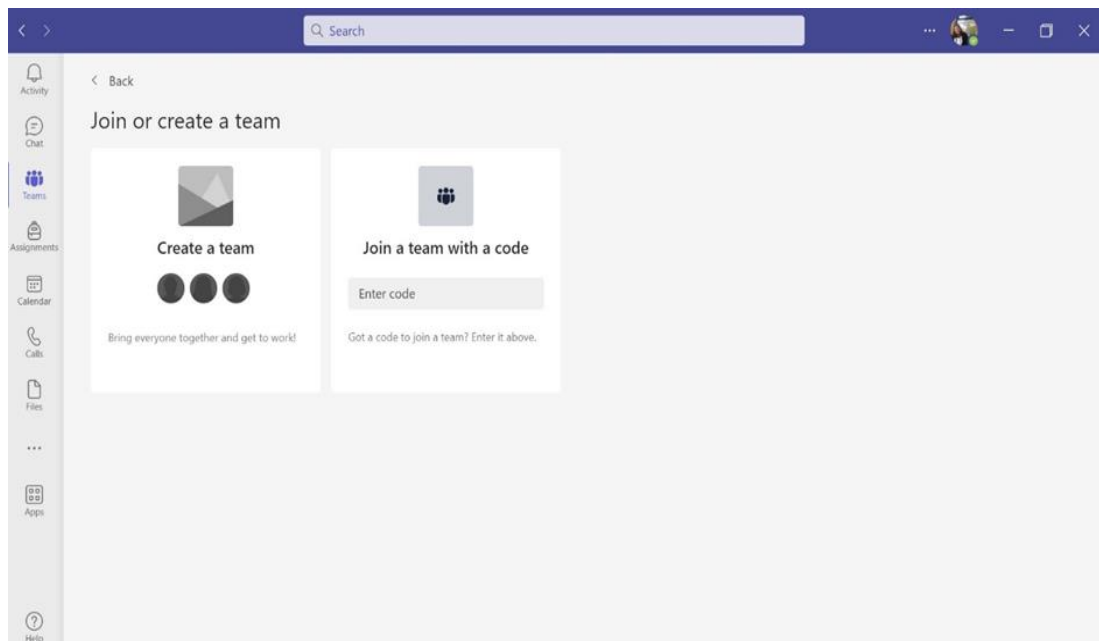 Search
Activity
Chat
Teams
Assignments
Calendar
Calls
Files
Apps
Help
Back
Join or create a team
Create a team
Bring everyone together and get to work!
Join a team with a code
Enter code
Got a code to join a team? Enter it above.